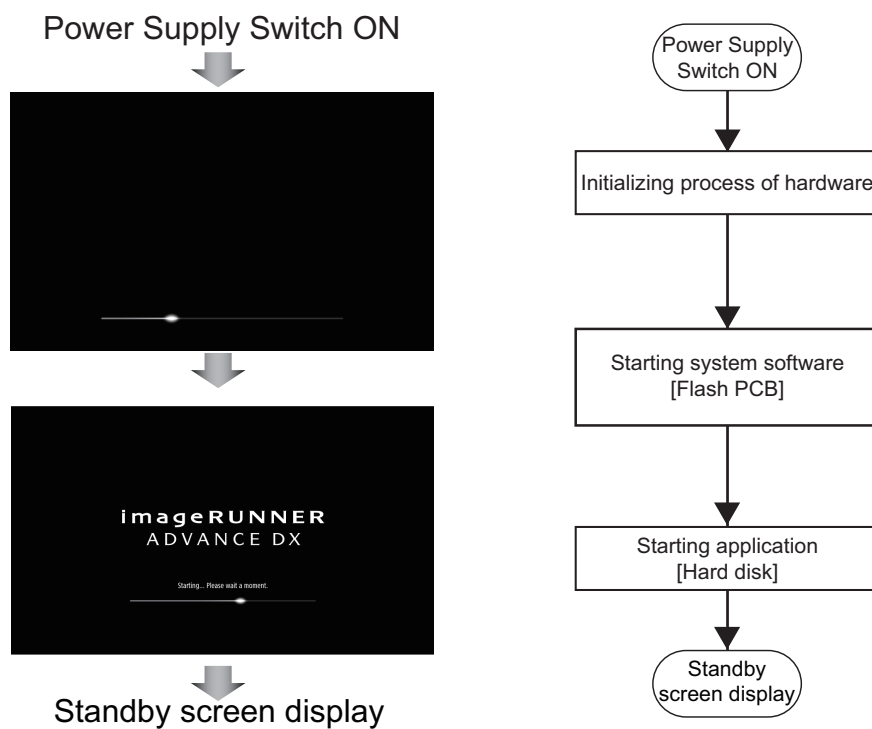 Power Supply Switch ON
imageRUNNER
ADVANCE DX
Starting... Please wait a moment.
Standby screen display
Power Supply
Switch ON
Initializing process of hardware
Starting system software
[Flash PCB]
Starting application
[Hard disk]
Standby
screen display